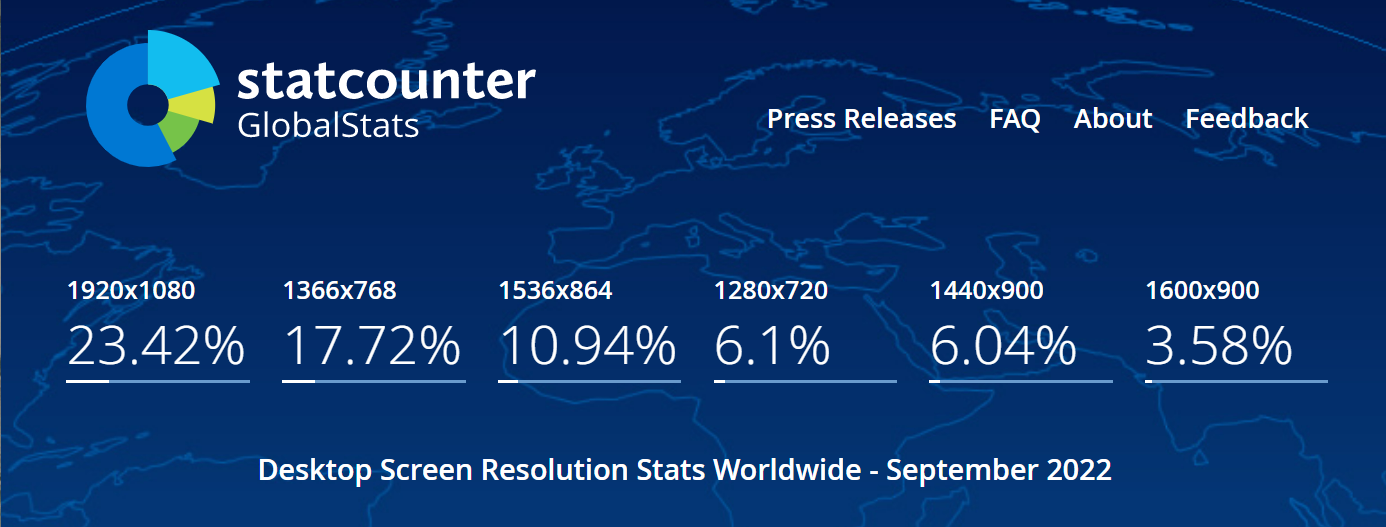 statcounter
GlobalStats
Press Releases FAQ About Feedback
1920x1080 1366x768 1536x864 1280x720 1440x900 1600x900
23.42% 17.72% 10.94% 6.1% 6.04% 3.58%
Desktop Screen Resolution Stats Worldwide - September 2022